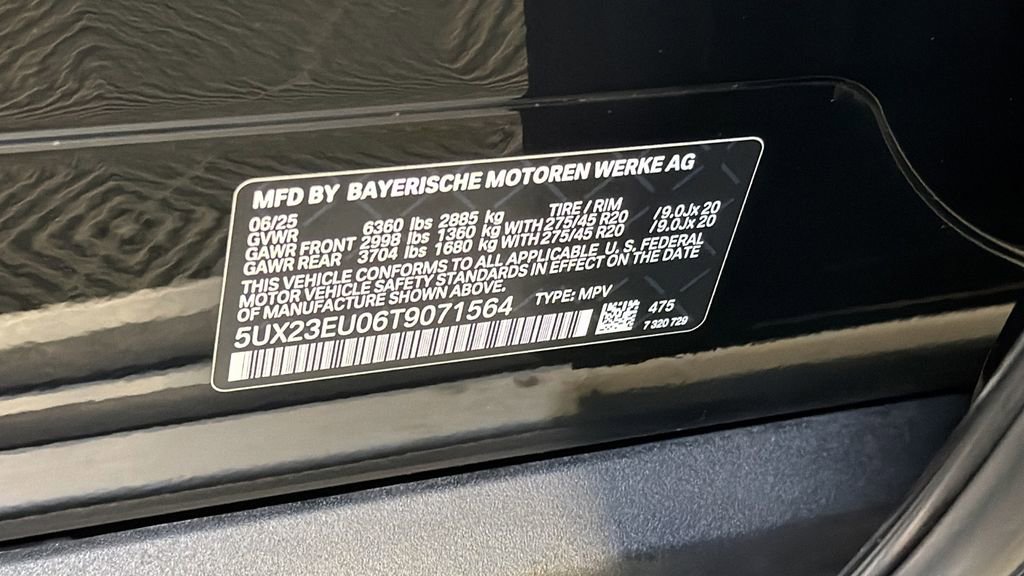 MFD BY BAYERISCHE MOTOREN WERKE AG
06/25 TIRE / RIM
GVWR 6360 lbs 2885 kg
GAWR FRONT 2998 lbs 1360 kg WITH 275/45 R20 /9.0Jx 20
GAWR REAR 3704 lbs 1680 kg WITH 275/45 R20 /9.0Jx 20
THIS VEHICLE CONFORMS TO ALL APPLICABLE, U. S. FEDERAL
MOTOR VEHICLE SAFETY STANDARDS IN EFFECT ON THE DATE
OF MANUFACTURE SHOWN ABOVE.
5UX23EU06T9071564 TYPE: MPV 475
7 320 729